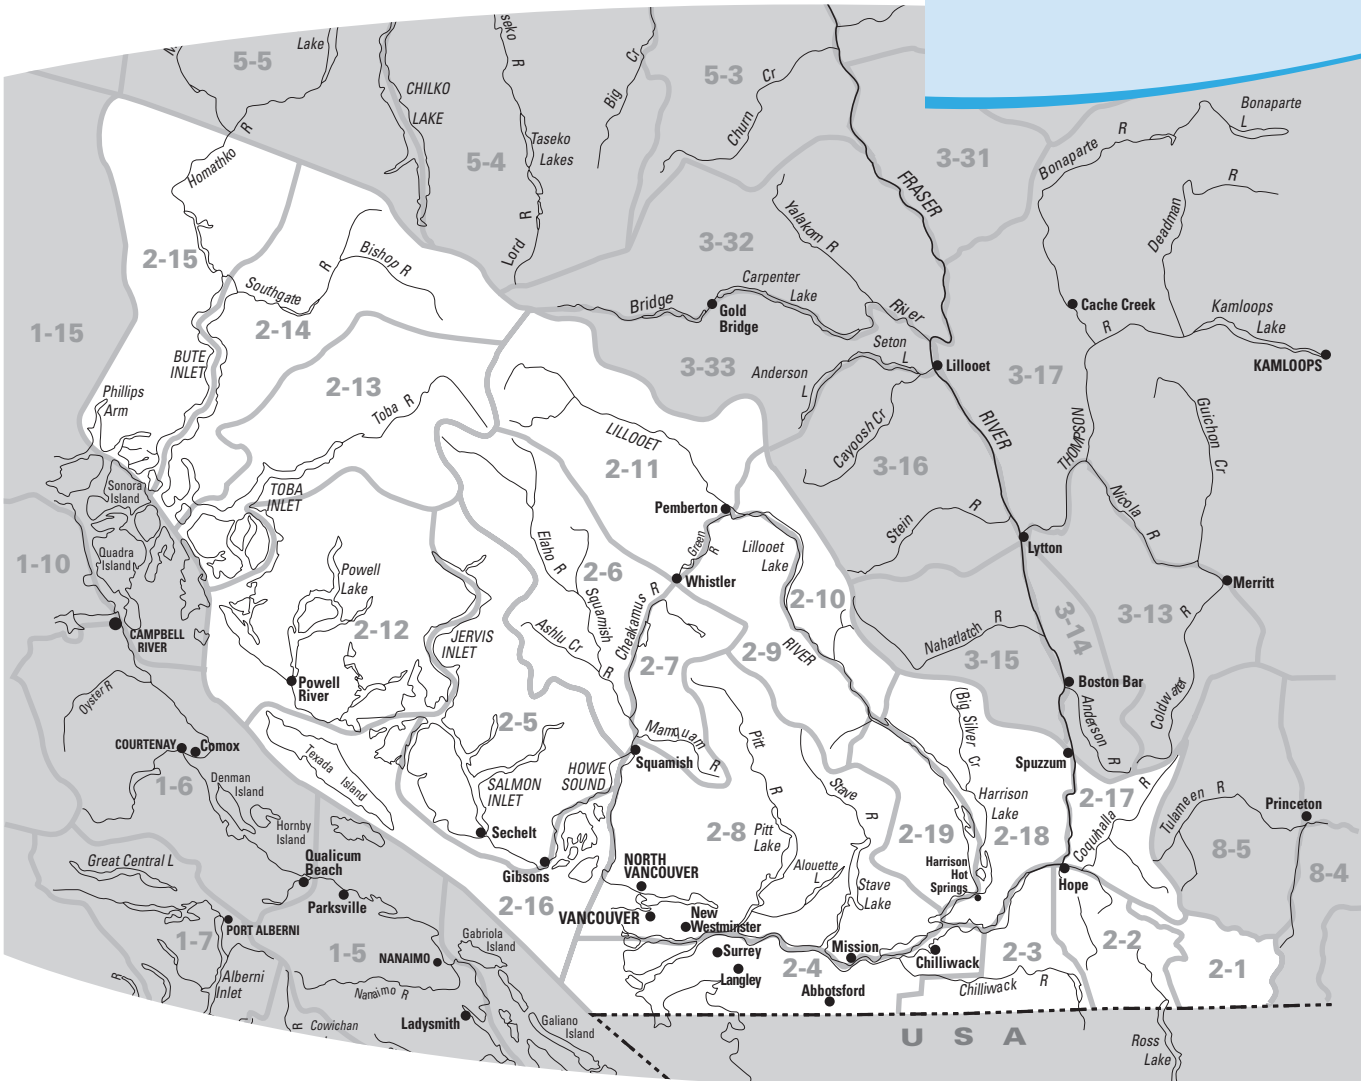 5-5
Lake
CHILKO
LAKE
seko
R
Taseko
Lakes
5-4
Lord
R
Big
Cr
5-3
Churn
Cr
3-31
Bonaparte
R
Bonaparte
L
Deadman
R
FRASER
Homathko
R
2-15
Southgate
R
Bishop R
2-14
1-15
BUTE
INLET
Phillips
Arm
2-13
Toba R
3-32
Yalakom R
Bridge
River
Carpenter
Lake
Gold
Bridge
3-33
Anderson
L
Seton
L
Lillooet
Cayoosh Cr
3-16
3-17
RIVER
Cache Creek
R
Kamloops
Lake
KAMLOOPS
THOMPSON
Guichon
Cr
Nicola
R
Stein
R
Lytton
Merritt
3-13
R
Coldwater
3-14
Nahatlatch R
3-15
Boston Bar
Anderson
R
Spuzzum
LILLOOET
2-11
Pemberton
Green
R
Lillooet
Lake
2-10
RIVER
Whistler
Elaho R
2-6
Squamish
R
Ashlu Cr
Cheakamus R
2-7
2-9
Mamquam
R
Squamish
Sonora
Island
Quadra
Island
1-10
CAMPBELL
RIVER
TOBA
INLET
Powell
Lake
2-12
Powell
River
JERVIS
INLET
2-5
SALMON
INLET
HOWE
SOUND
Sechelt
Gibsons
2-16
Oyster R
COURTENAY
Comox
1-6
Denman
Island
Hornby
Island
Texada
Island
Great Central L
Qualicum
Beach
Parksville
PORT ALBERNI
1-7
1-5
Alberni
Inlet
NANAIMO
Nanaimo R
Gabriola
Island
Ladysmith
R
Cowichan
Galiano
Island
Pitt
R
Pitt
Lake
2-8
Stave
R
Alouette
L
Stave
Lake
NORTH
VANCOUVER
VANCOUVER
New
Westminster
Surrey
Langley
2-4
Mission
Abbotsford
Chilliwack
Chilliwack R
2-3
2-19
Big Silver
Cr
Harrison
Lake
2-18
Harrison
Hot
Springs
Hope
2-17
Coquihalla
R
Tulameen R
Princeton
8-5
8-4
2-2
2-1
U S A
Ross
Lake